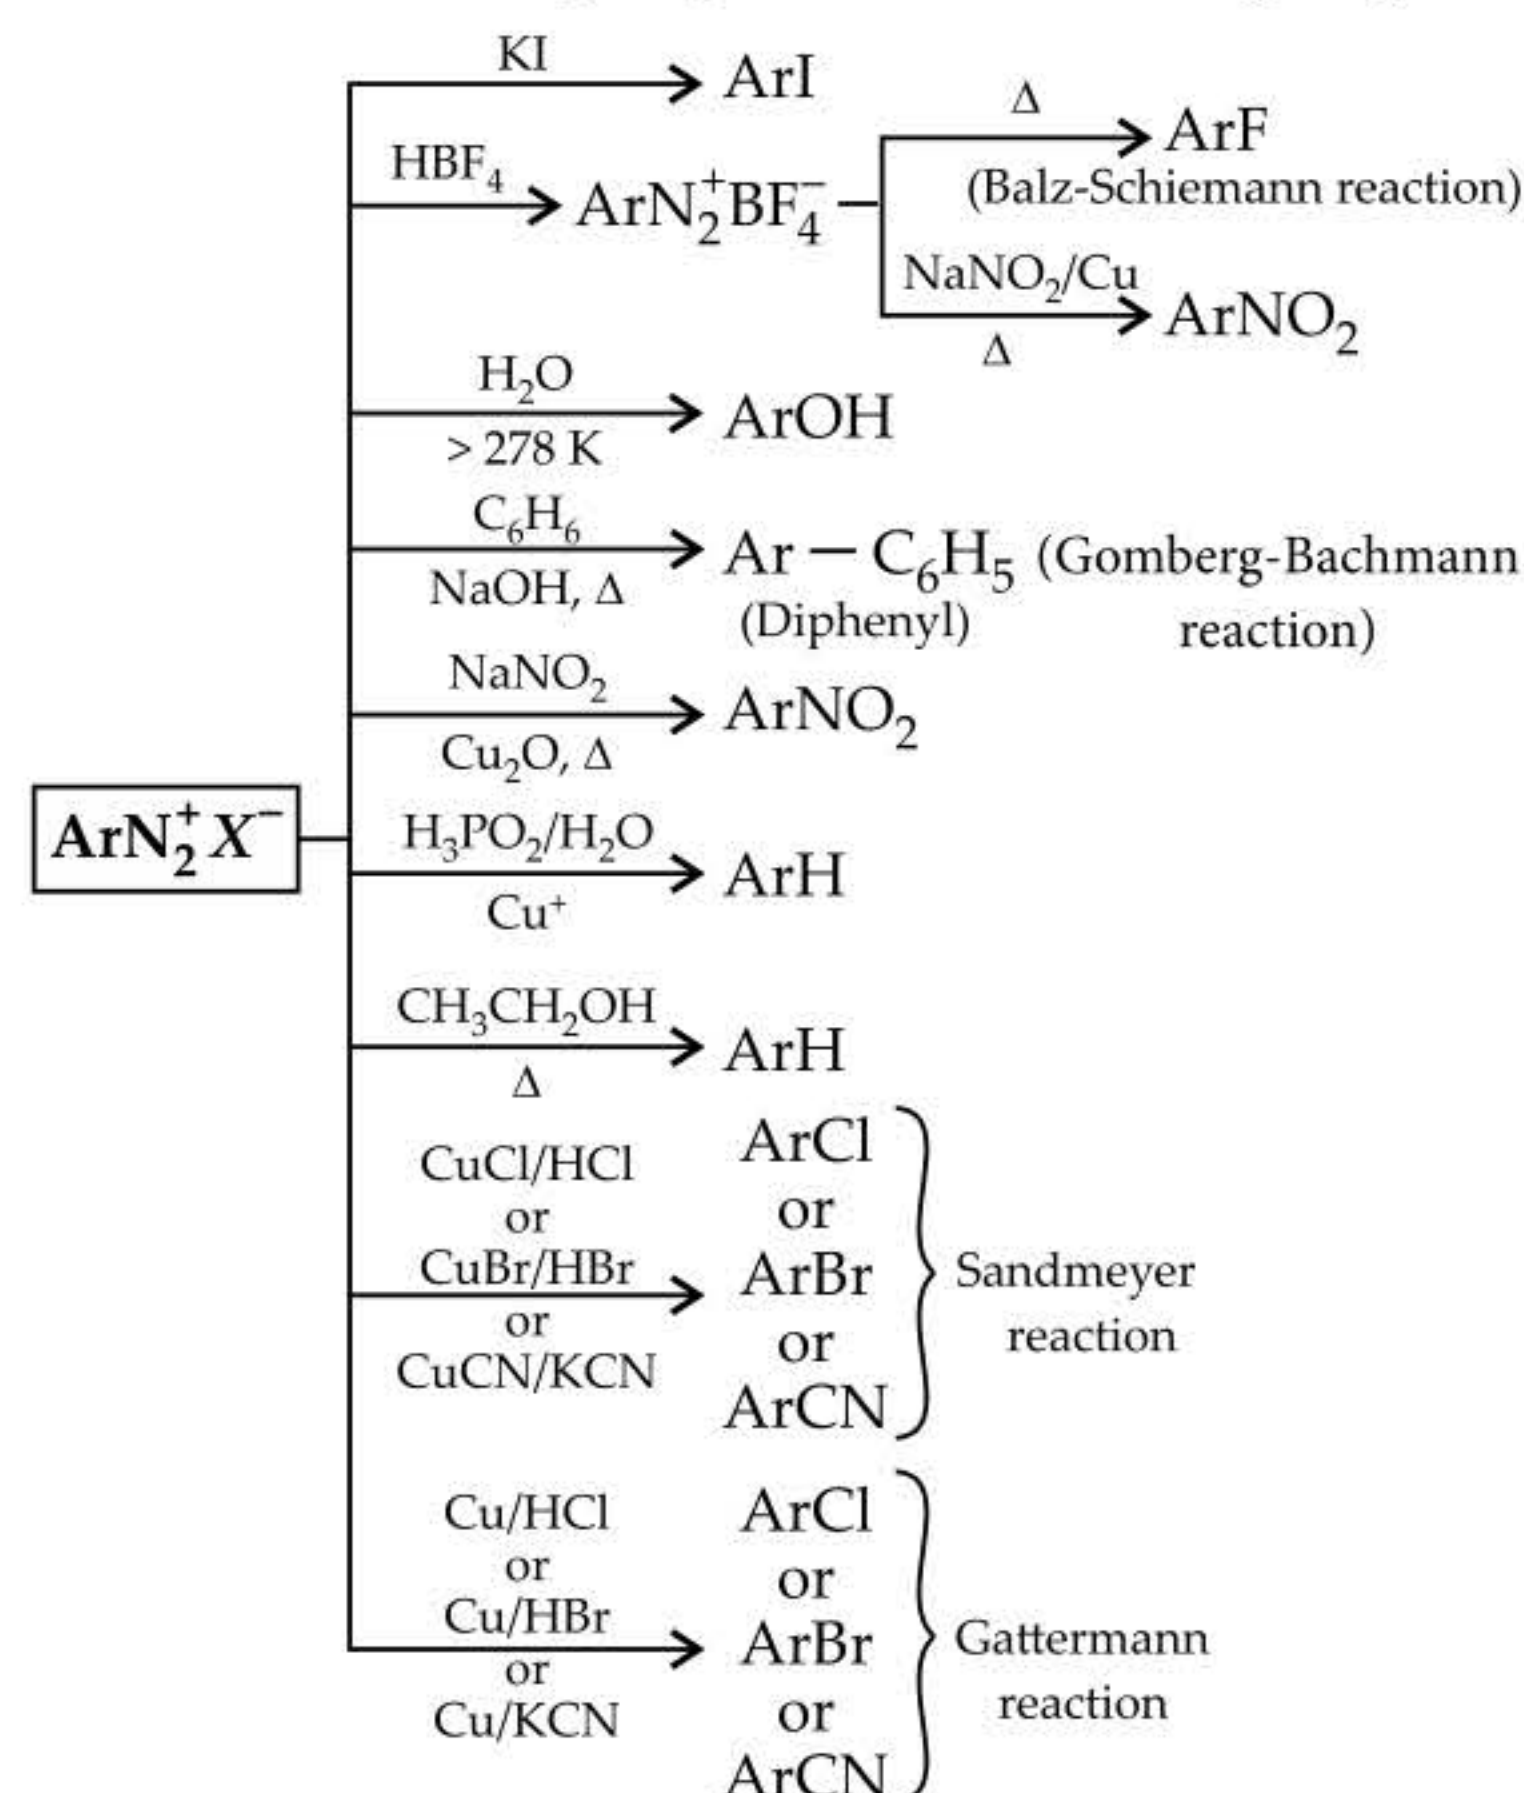 KI
ArI
Δ
ArF
(Balz-Schiemann reaction)
HBF₄
ArN₂⁺BF₄⁻
NaNO₂/Cu
Δ
ArNO₂
H₂O
> 278 K
ArOH
C₆H₆
NaOH, Δ
Ar — C₆H₅ (Gomberg-Bachmann
(Diphenyl) reaction)
NaNO₂
Cu₂O, Δ
ArNO₂
ArN₂⁺X⁻
H₃PO₂/H₂O
Cu⁺
ArH
CH₃CH₂OH
Δ
ArH
CuCl/HCl
or
CuBr/HBr
or
CuCN/KCN
ArCl
or
ArBr
or
ArCN
Sandmeyer
reaction
Cu/HCl
or
Cu/HBr
or
Cu/KCN
ArCl
or
ArBr
or
ArCN
Gattermann
reaction